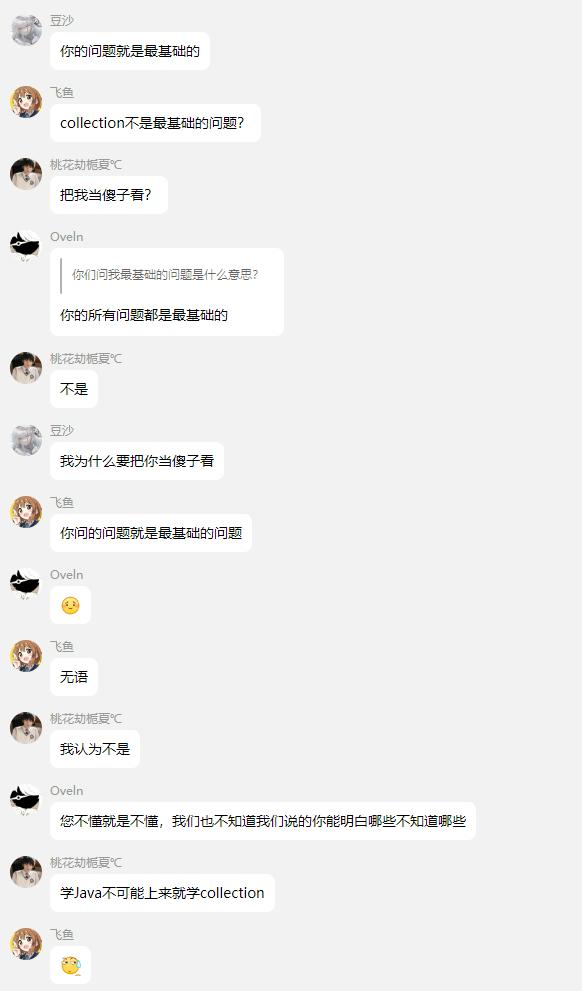 豆沙
你的问题就是最基础的
飞鱼
collection不是最基础的问题？
桃花劫栀夏℃
把我当傻子看？
Oveln
你们问我最基础的问题是什么意思？
你的所有问题都是最基础的
桃花劫栀夏℃
不是
豆沙
我为什么要把你当傻子看
飞鱼
你问的问题就是最基础的问题
Oveln
飞鱼
无语
桃花劫栀夏℃
我认为不是
Oveln
您不懂就是不懂，我们也不知道我们说的你能明白哪些不知道哪些
桃花劫栀夏℃
学Java不可能上来就学collection
飞鱼